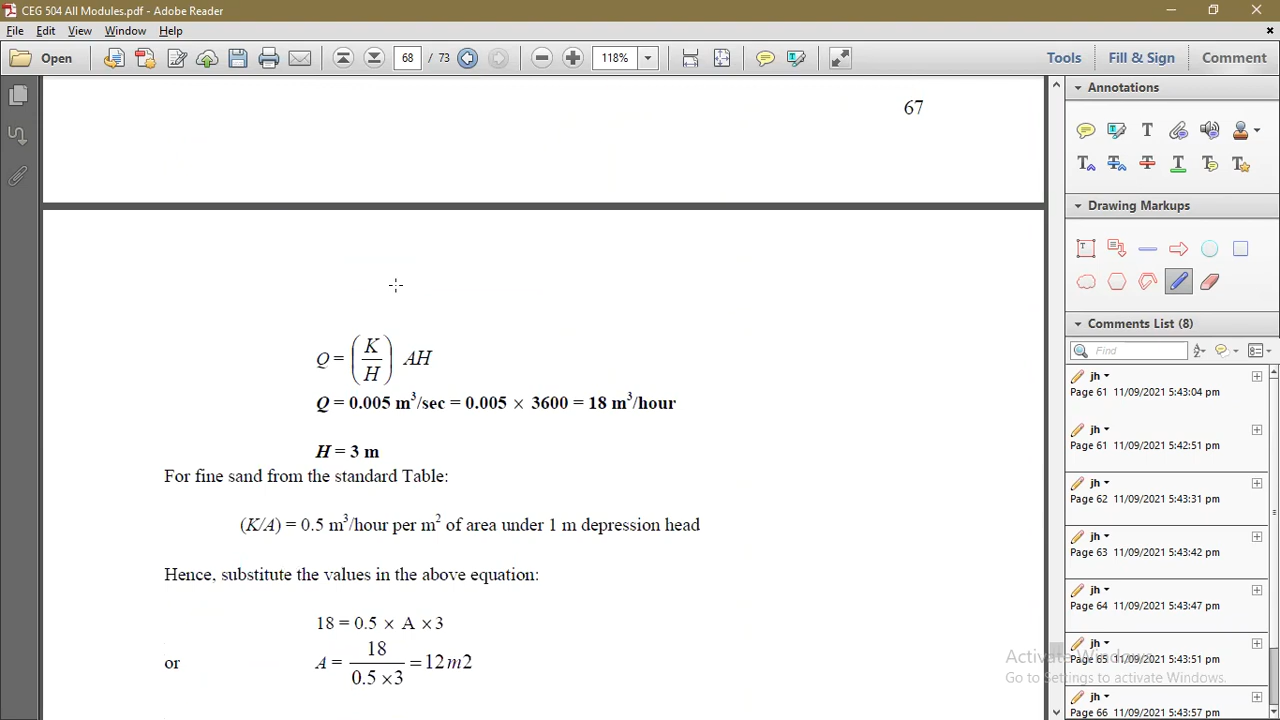 CEG 504 All Modules.pdf - Adobe Reader
File Edit View Window Help
Open 68 / 73 118% Tools Fill & Sign Comment
Annotations
Drawing Markups
Comments List (8)
Find
jh
Page 61 11/09/2021 5:43:04 pm
jh
Page 61 11/09/2021 5:42:51 pm
jh
Page 62 11/09/2021 5:43:31 pm
jh
Page 63 11/09/2021 5:43:42 pm
jh
Page 64 11/09/2021 5:43:47 pm
jh
Page 65 11/09/2021 5:43:51 pm
jh
Page 66 11/09/2021 5:43:57 pm
67
Q = (K/H) AH
Q = 0.005 m³/sec = 0.005 × 3600 = 18 m³/hour
H = 3 m
For fine sand from the standard Table:
(K/A) = 0.5 m³/hour per m² of area under 1 m depression head
Hence, substitute the values in the above equation:
18 = 0.5 × A ×3
or A = 18/0.5 ×3 = 12m2
Activate Windows
Go to Settings to activate Windows.